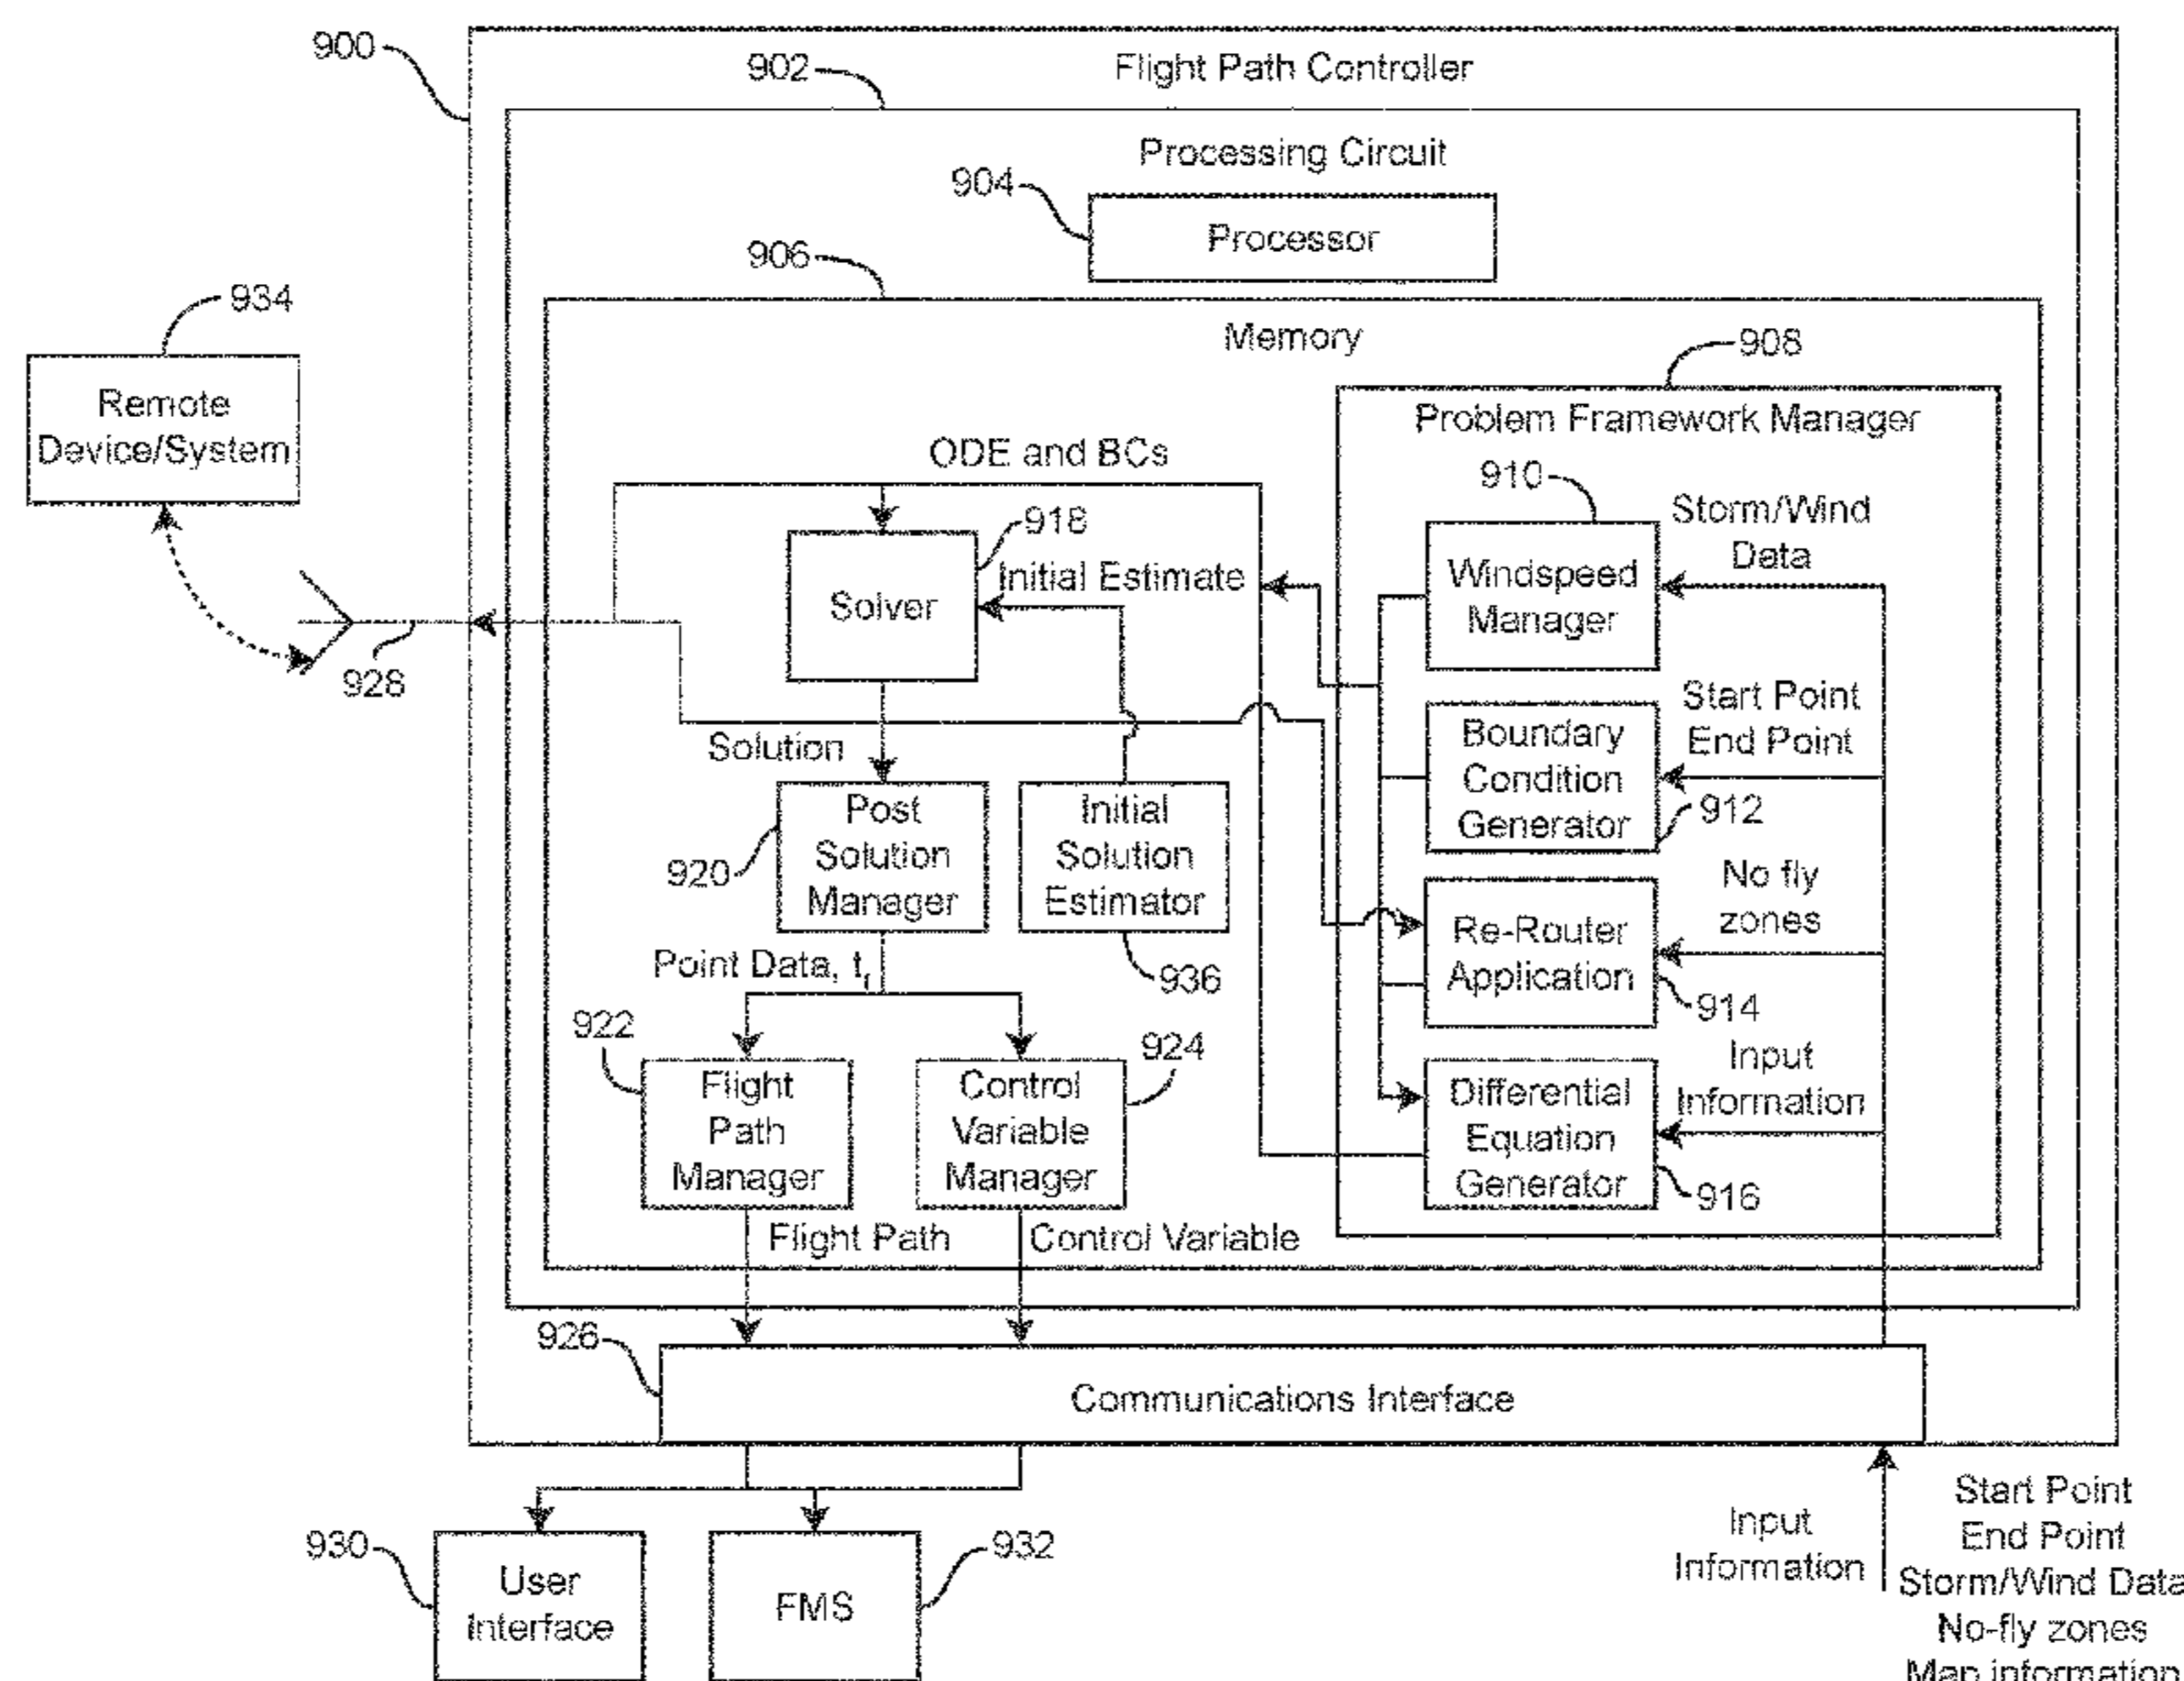 900
902
Flight Path Controller
Processing Circuit
904
Processor
906
Memory
934
Remote
Device/System
908
Problem Framework Manager
ODE and BCs
910
Storm/Wind
Data
918
Initial Estimate
Solver
Windspeed
Manager
928
Start Point
End Point
Solution
Boundary
Condition
Generator
912
Post
Solution
Manager
920
Initial
Solution
Estimator
936
No fly
zones
Re-Router
Application
914
Point Data, tf
922
924
Input
Information
Flight
Path
Manager
Control
Variable
Manager
Differential
Equation
Generator
916
Flight Path
Control Variable
926
Communications Interface
930
User
Interface
FMS
932
Input
Information
Start Point
End Point
Storm/Wind Data
No-fly zones
Map information